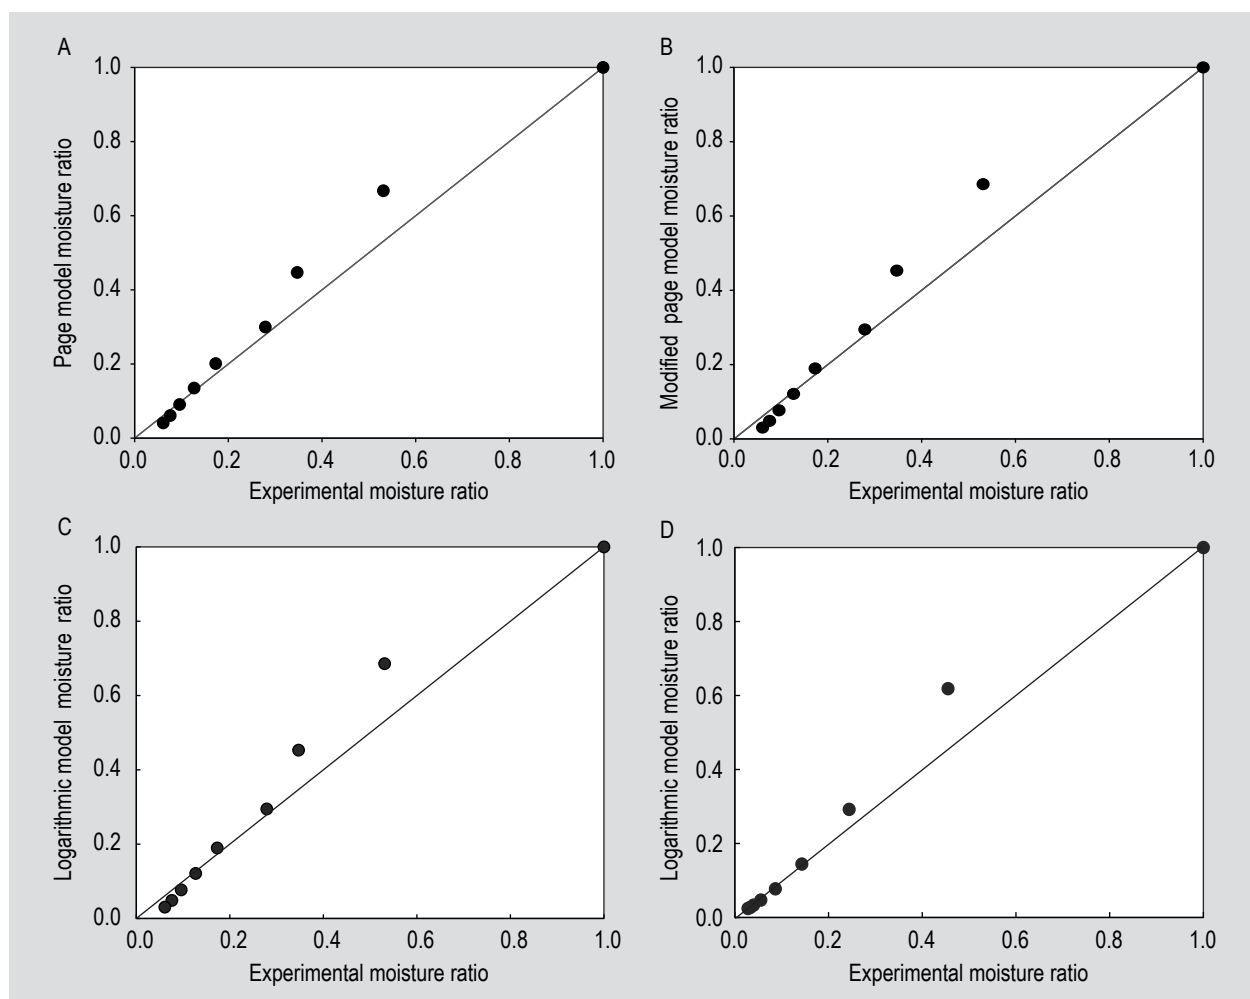 A
Page model moisture ratio
1.0
0.8
0.6
0.4
0.2
0.0
0.0 0.2 0.4 0.6 0.8 1.0
Experimental moisture ratio
B
Modified page model moisture ratio
1.0
0.8
0.6
0.4
0.2
0.0
0.0 0.2 0.4 0.6 0.8 1.0
Experimental moisture ratio
C
Logarithmic model moisture ratio
1.0
0.8
0.6
0.4
0.2
0.0
0.0 0.2 0.4 0.6 0.8 1.0
Experimental moisture ratio
D
Logarithmic model moisture ratio
1.0
0.8
0.6
0.4
0.2
0.0
0.0 0.2 0.4 0.6 0.8 1.0
Experimental moisture ratio